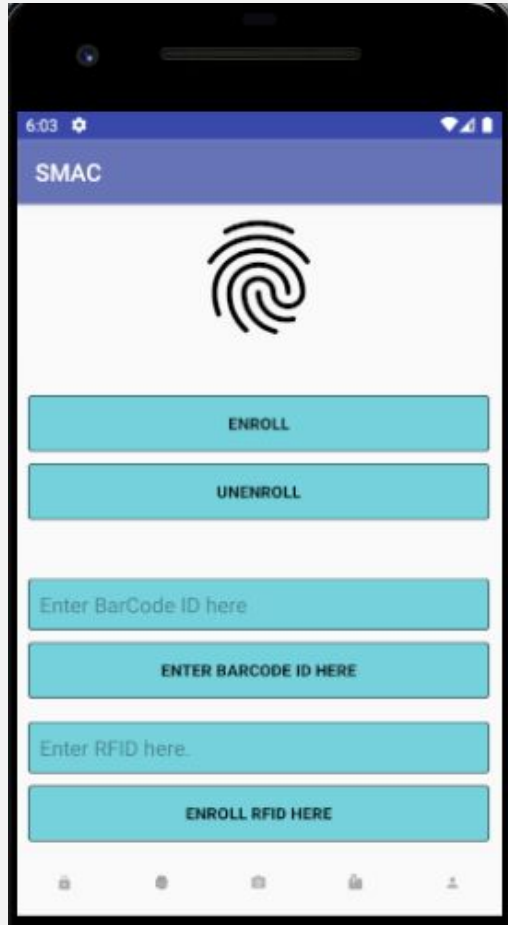 6:03
SMAC
ENROLL
UNENROLL
Enter BarCode ID here
ENTER BARCODE ID HERE
Enter RFID here.
ENROLL RFID HERE